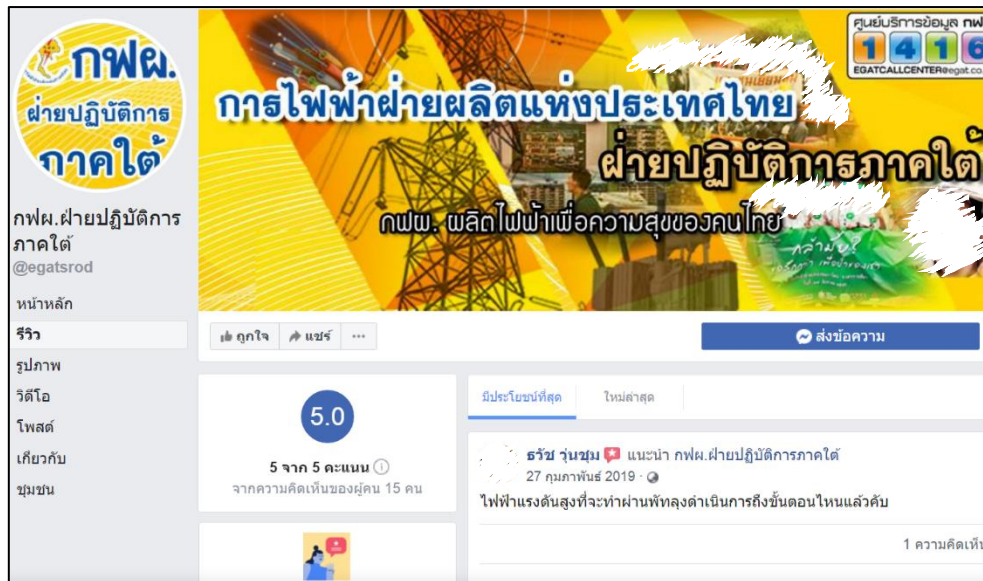 กฟผ.
ฝ่ายปฏิบัติการ
ภาคใต้
ศูนย์บริการข้อมูล กฟ
1 4 1 6
EGATCALLCENTER@egat.co.
การไฟฟ้าฝ่ายผลิตแห่งประเทศไทย
ฝ่ายปฏิบัติการภาคใต้
กฟผ. ผลิตไฟฟ้าเพื่อความสุขของคนไทย
กฟผ.ฝ่ายปฏิบัติการ
ภาคใต้
@egatsrod
หน้าหลัก
รีวิว
รูปภาพ
วิดีโอ
โพสต์
เกี่ยวกับ
ชุมชน
ถูกใจ แชร์ ...
ส่งข้อความ
5.0
5 จาก 5 คะแนน
จากความคิดเห็นของผู้คน 15 คน
มีประโยชน์ที่สุด ใหม่ล่าสุด
ธวัช วุ่นชุม แนะนำ กฟผ.ฝ่ายปฏิบัติการภาคใต้
27 กุมภาพันธ์ 2019 ·
ไฟฟ้าแรงดันสูงที่จะทำผ่านพัทลุงดำเนินการถึงขั้นตอนไหนแล้วคับ
1 ความคิดเห็น